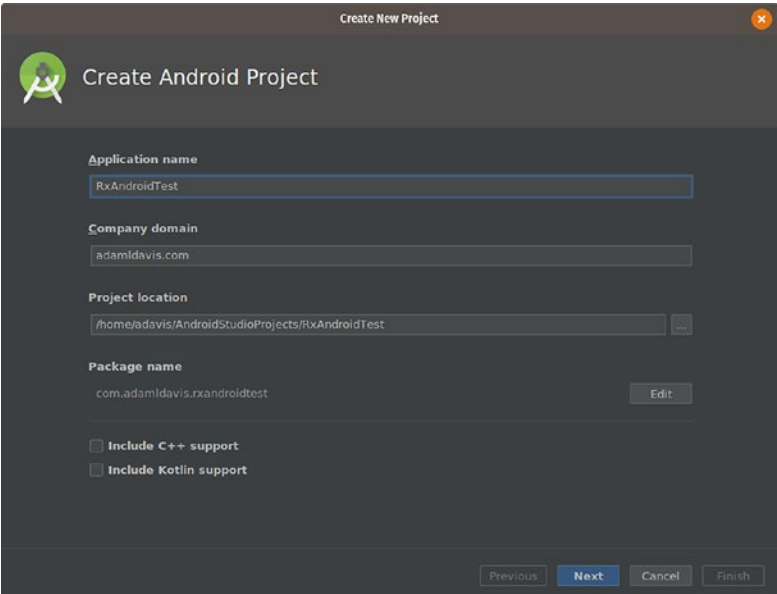 Create New Project
Create Android Project
Application name
RxAndroidTest
Company domain
adamldavis.com
Project location
/home/adavis/AndroidStudioProjects/RxAndroidTest
...
Package name
com.adamldavis.rxandroidtest
Edit
Include C++ support
Include Kotlin support
Previous Next Cancel Finish